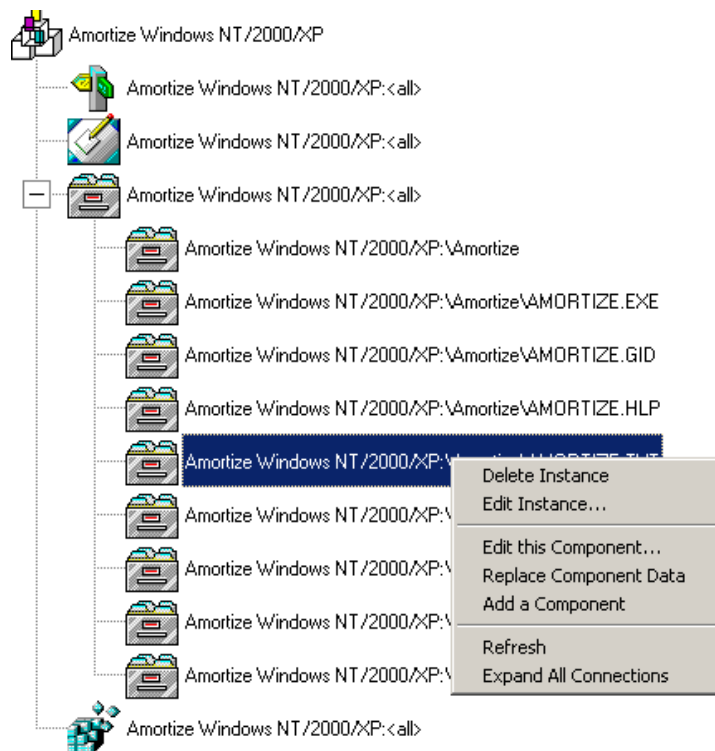 Amortize Windows NT/2000/XP
Amortize Windows NT/2000/XP:<all>
Amortize Windows NT/2000/XP:<all>
Amortize Windows NT/2000/XP:<all>
Amortize Windows NT/2000/XP:\Amortize
Amortize Windows NT/2000/XP:\Amortize\AMORTIZE.EXE
Amortize Windows NT/2000/XP:\Amortize\AMORTIZE.GID
Amortize Windows NT/2000/XP:\Amortize\AMORTIZE.HLP
Amortize Windows NT/2000/XP:
Delete Instance
Edit Instance...
Amortize Windows NT/2000/XP:\
Edit this Component...
Amortize Windows NT/2000/XP:\
Replace Component Data
Add a Component
Amortize Windows NT/2000/XP:\
Refresh
Amortize Windows NT/2000/XP:\
Expand All Connections
Amortize Windows NT/2000/XP:<all>